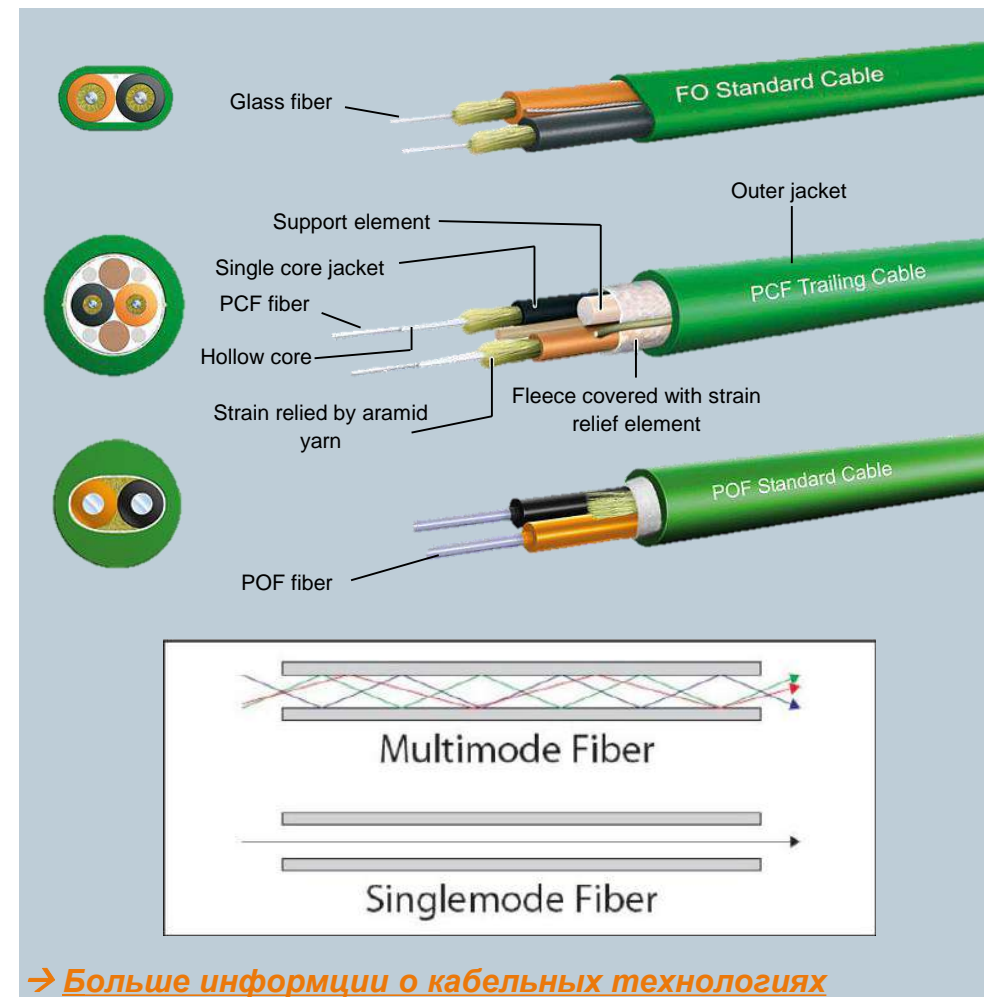 FO Standard Cable
Glass fiber
Outer jacket
Support element
Single core jacket
PCF fiber
PCF Trailing Cable
Hollow core
Strain relied by aramid
yarn
Fleece covered with strain
relief element
POF Standard Cable
POF fiber
Multimode Fiber
Singlemode Fiber
→ Больше информции о кабельных технологиях